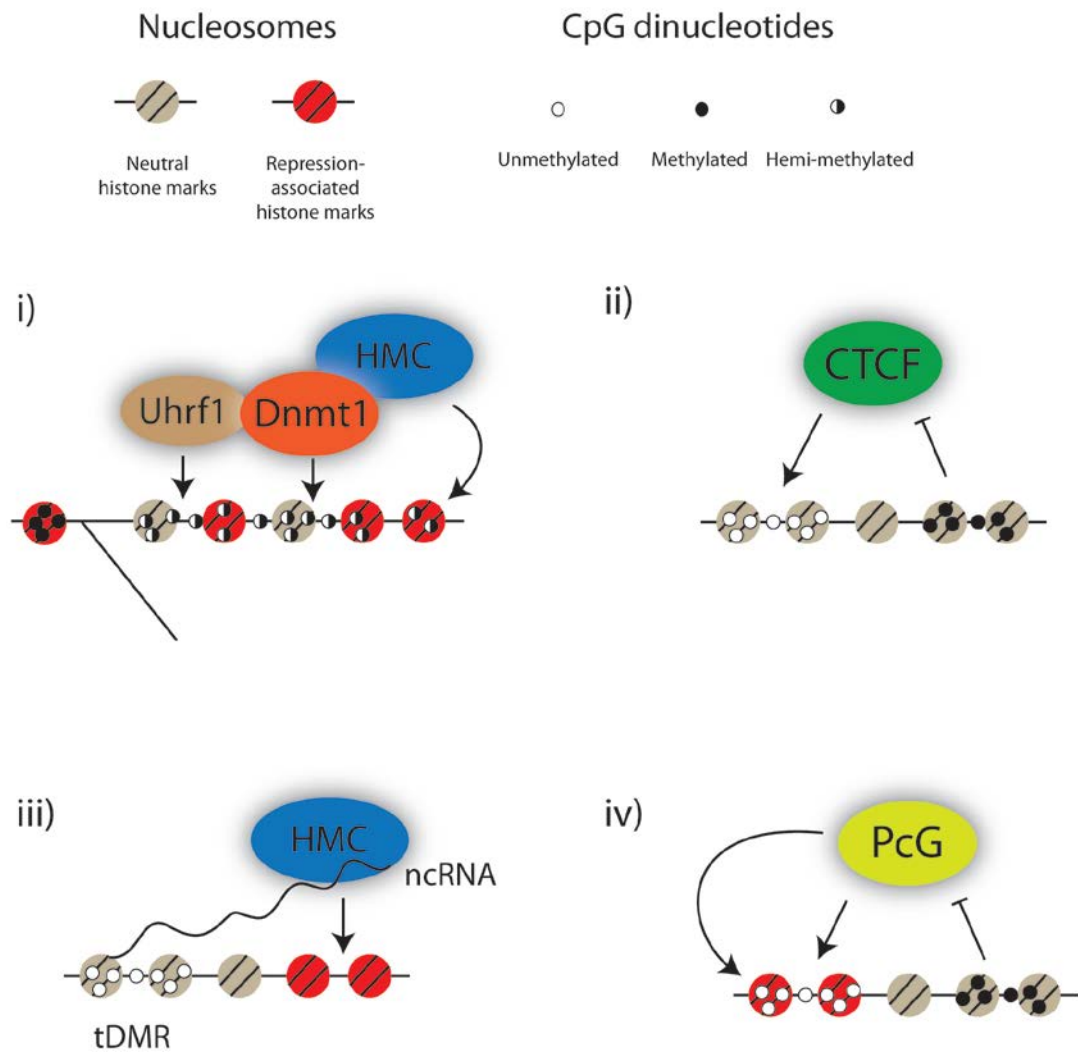 Nucleosomes
CpG dinucleotides
Neutral
histone marks
Repression-
associated
histone marks
Unmethylated
Methylated
Hemi-methylated
i)
HMC
Uhrf1
Dnmt1
ii)
CTCF
iii)
HMC
ncRNA
tDMR
iv)
PcG